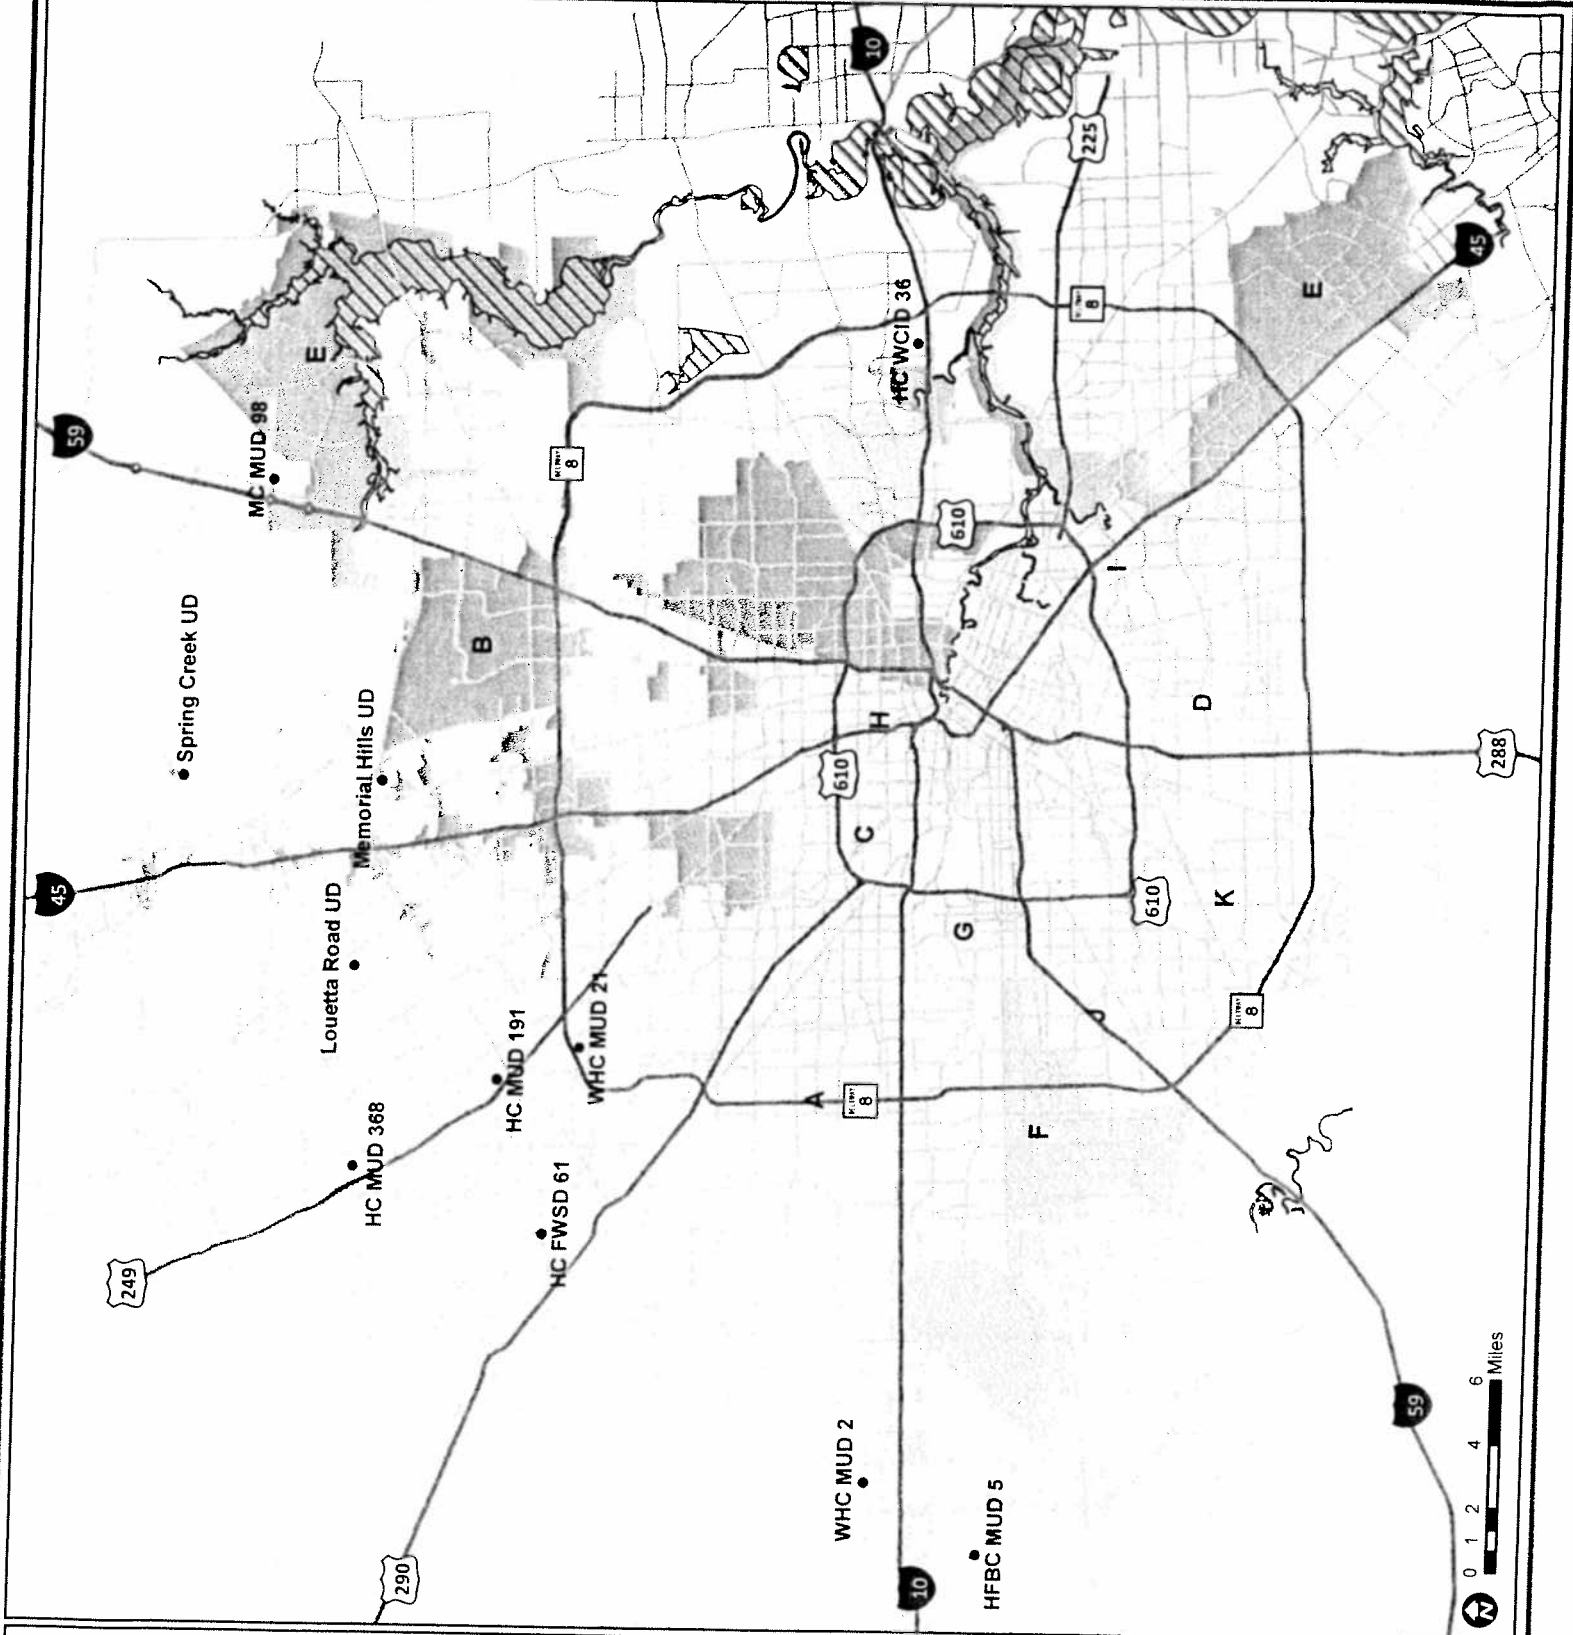 59
MC MUD 98
E
Spring Creek UD
B
45
Memorial Hills UD
Louetta Road UD
249
HC MUD 368
HC MUD 191
WHC MUD 21
HC FWSD 61
290
8
10
225
HC WCID 36
8
E
45
610
I
H
610
C
D
288
G
610
K
J
8
A
8
F
WHC MUD 2
10
HFBC MUD 5
59
0 1 2 4 6
Miles
N